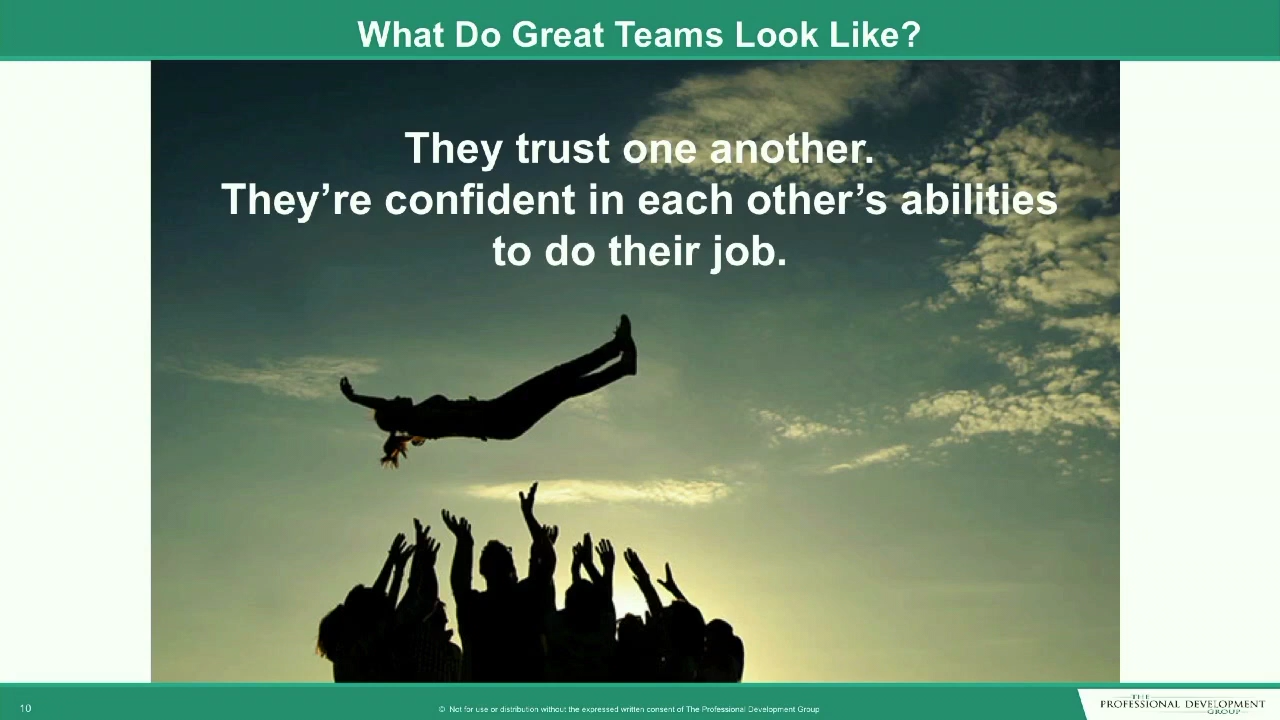 What Do Great Teams Look Like?
They trust one another.
They’re confident in each other’s abilities
to do their job.
10
© Not for use or distribution without the expressed written consent of The Professional Development Group
THE
PROFESSIONAL DEVELOPMENT
GROUP